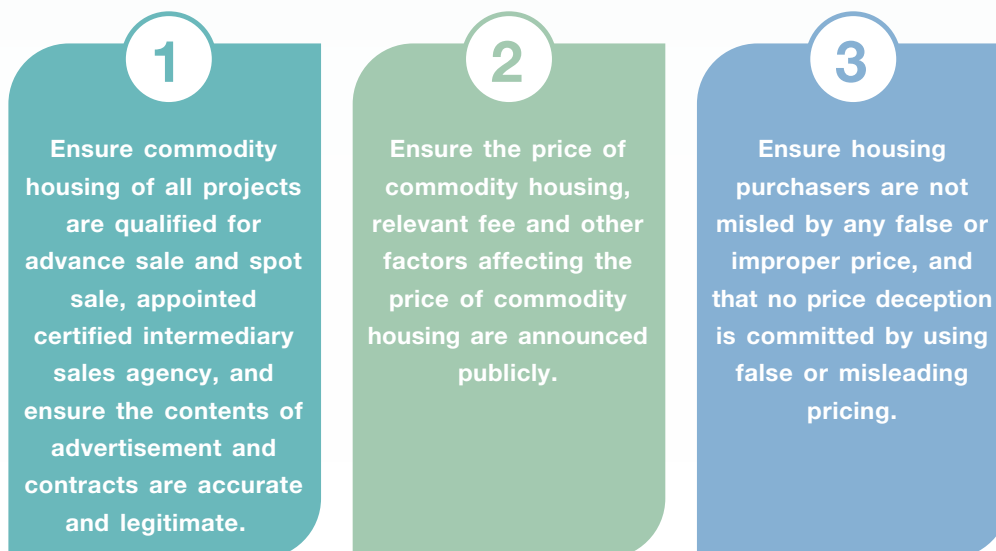 1
Ensure commodity
housing of all projects
are qualified for
advance sale and spot
sale, appointed
certified intermediary
sales agency, and
ensure the contents of
advertisement and
contracts are accurate
and legitimate.
2
Ensure the price of
commodity housing,
relevant fee and other
factors affecting the
price of commodity
housing are announced
publicly.
3
Ensure housing
purchasers are not
misled by any false or
improper price, and
that no price deception
is committed by using
false or misleading
pricing.